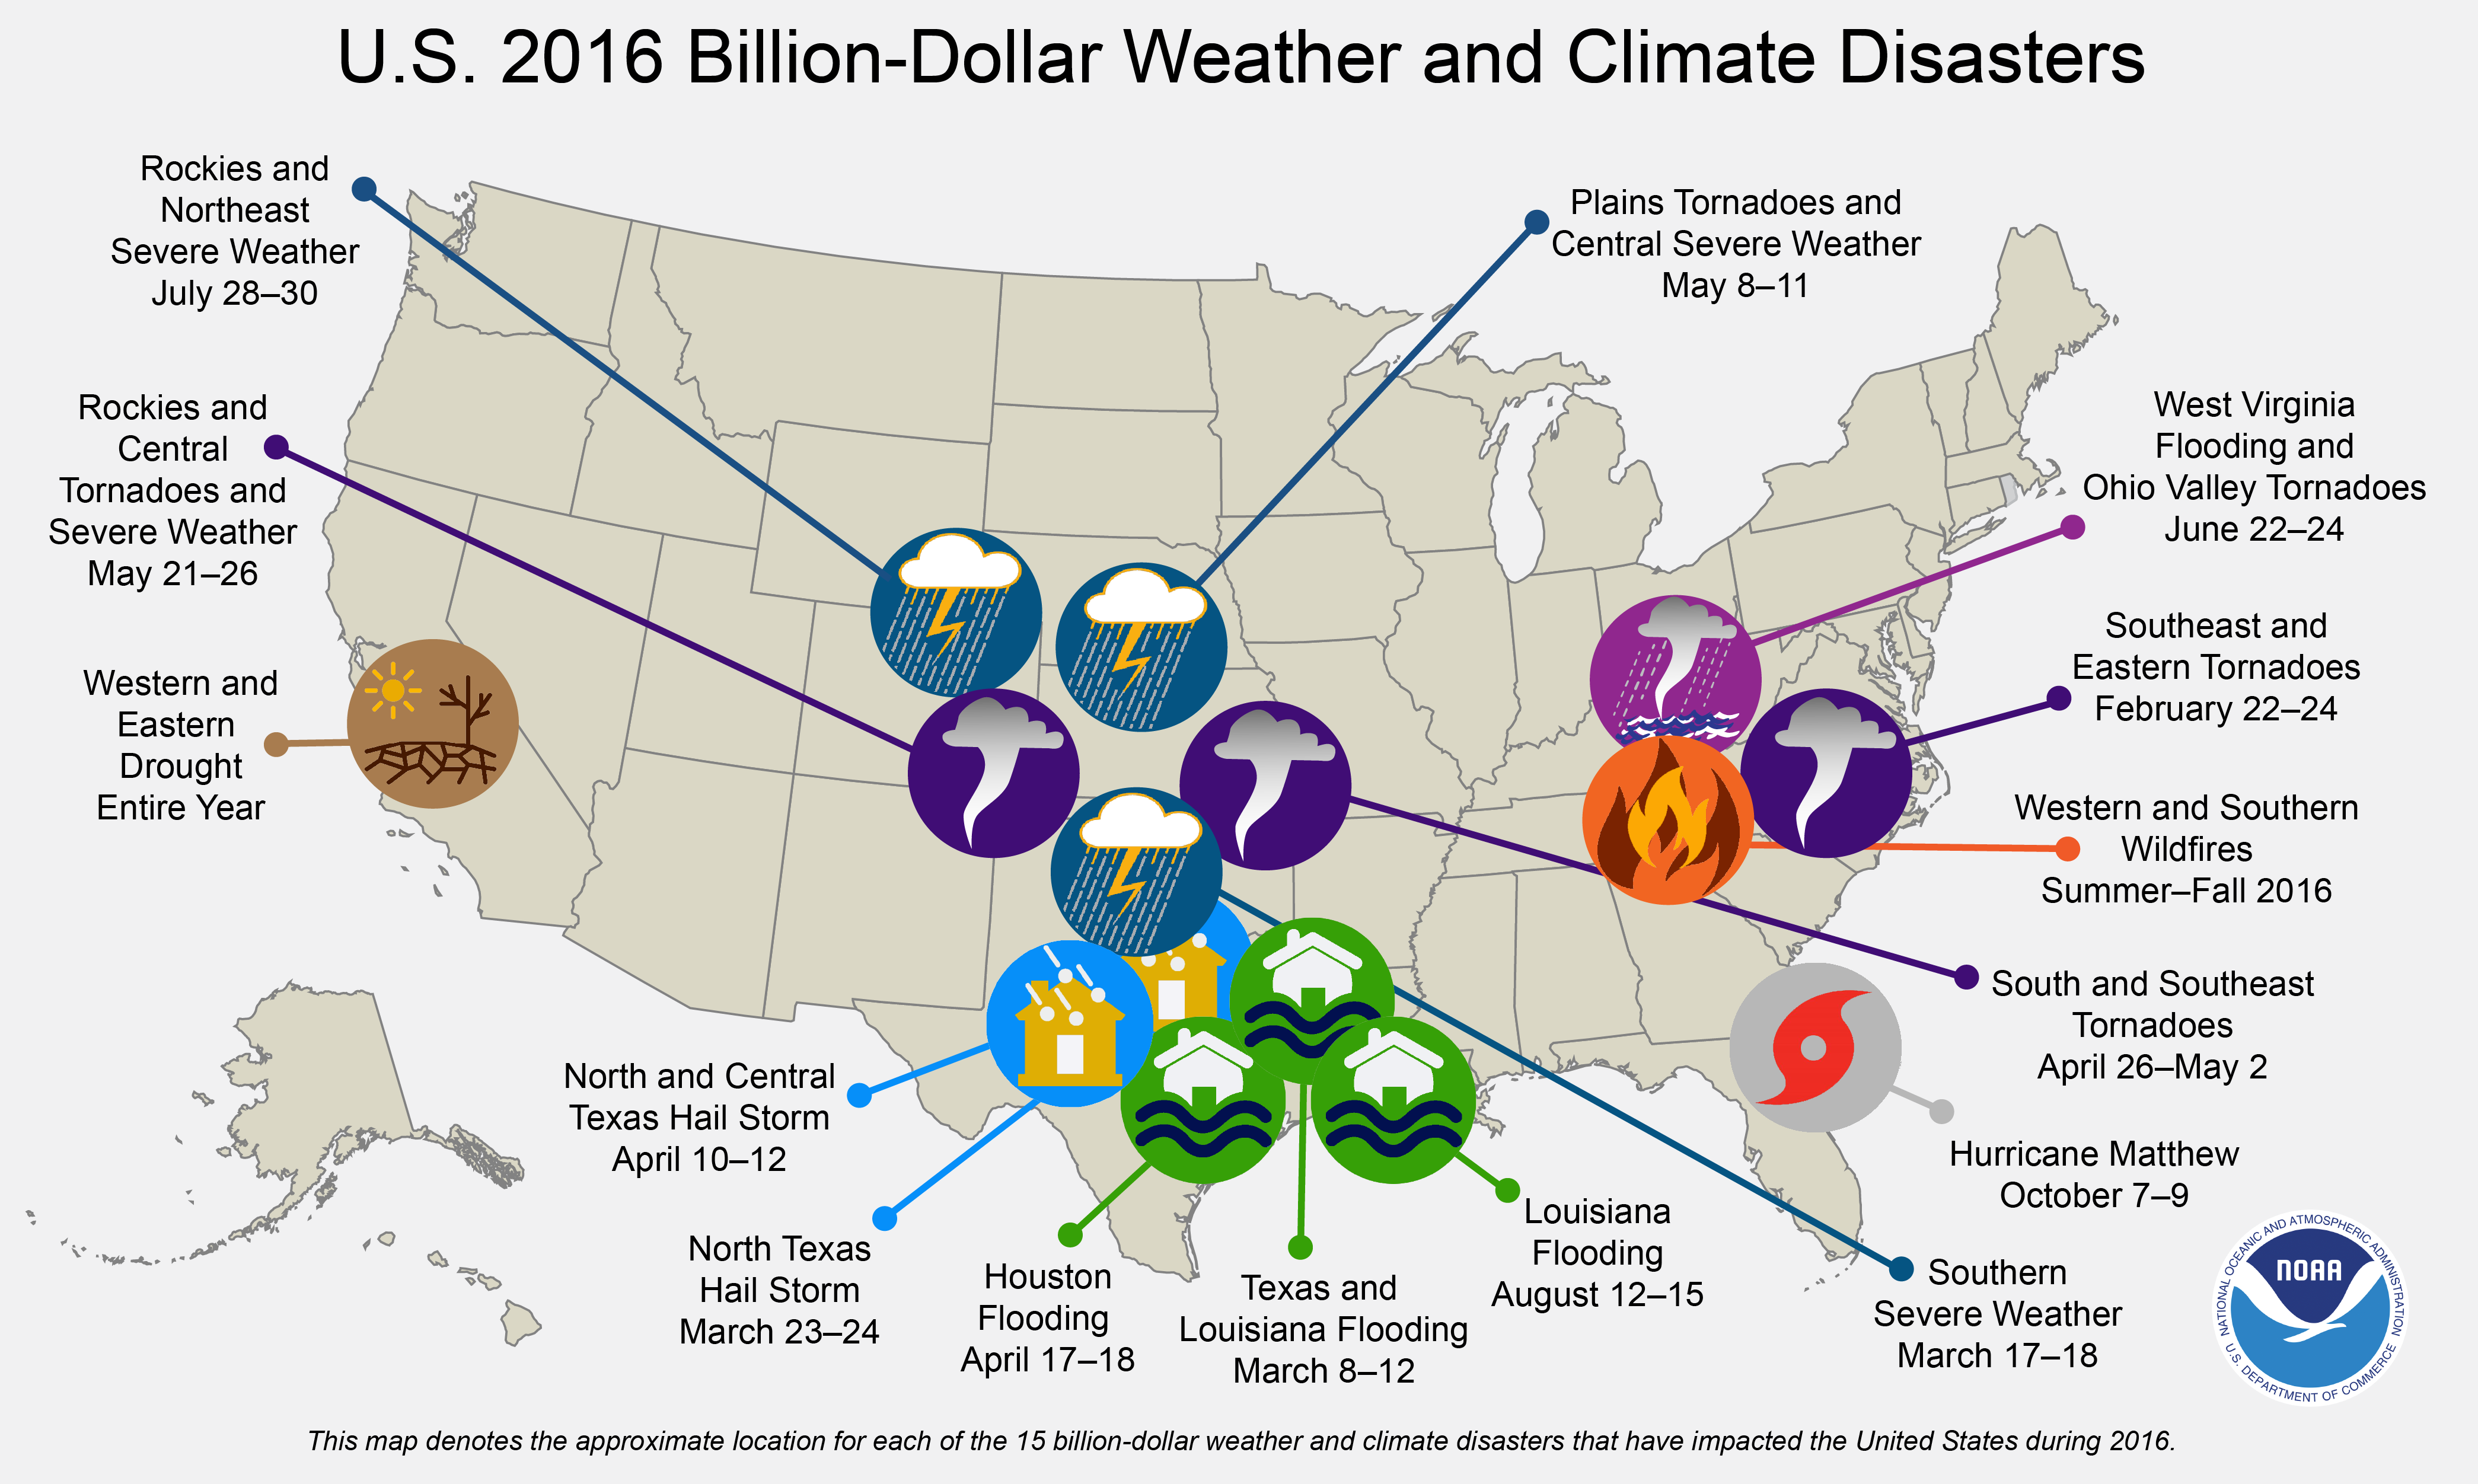 U.S. 2016 Billion-Dollar Weather and Climate Disasters
Rockies and
Northeast
Severe Weather
July 28–30
Plains Tornadoes and
Central Severe Weather
May 8–11
Rockies and
Central
Tornadoes and
Severe Weather
May 21–26
West Virginia
Flooding and
Ohio Valley Tornadoes
June 22–24
Western and
Eastern
Drought
Entire Year
Southeast and
Eastern Tornadoes
February 22–24
Western and Southern
Wildfires
Summer–Fall 2016
South and Southeast
Tornadoes
April 26–May 2
North and Central
Texas Hail Storm
April 10–12
Hurricane Matthew
October 7–9
North Texas
Hail Storm
March 23–24
Houston
Flooding
April 17–18
Texas and
Louisiana Flooding
March 8–12
Louisiana
Flooding
August 12–15
Southern
Severe Weather
March 17–18
NATIONAL OCEANIC AND ATMOSPHERIC ADMINISTRATION
NOAA
U.S. DEPARTMENT OF COMMERCE
This map denotes the approximate location for each of the 15 billion-dollar weather and climate disasters that have impacted the United States during 2016.